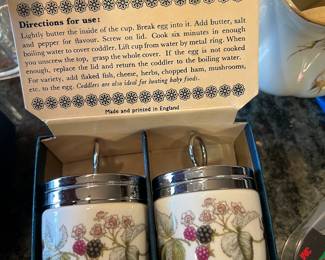 Directions for use:
Lightly butter the inside of the cup. Break egg into it. Add butter, salt
and pepper for flavour. Screw on lid. Cook six minutes in enough
boiling water to cover coddler. Lift cup from water by metal ring. When
you unscrew the top, grasp the whole cover. If the egg is not cooked
enough, replace the lid and return the coddler to the boiling water.
For variety, add flaked fish, cheese, herbs, chopped ham, mushrooms,
etc. to the egg. Coddlers are also ideal for heating baby foods.
Made and printed in England